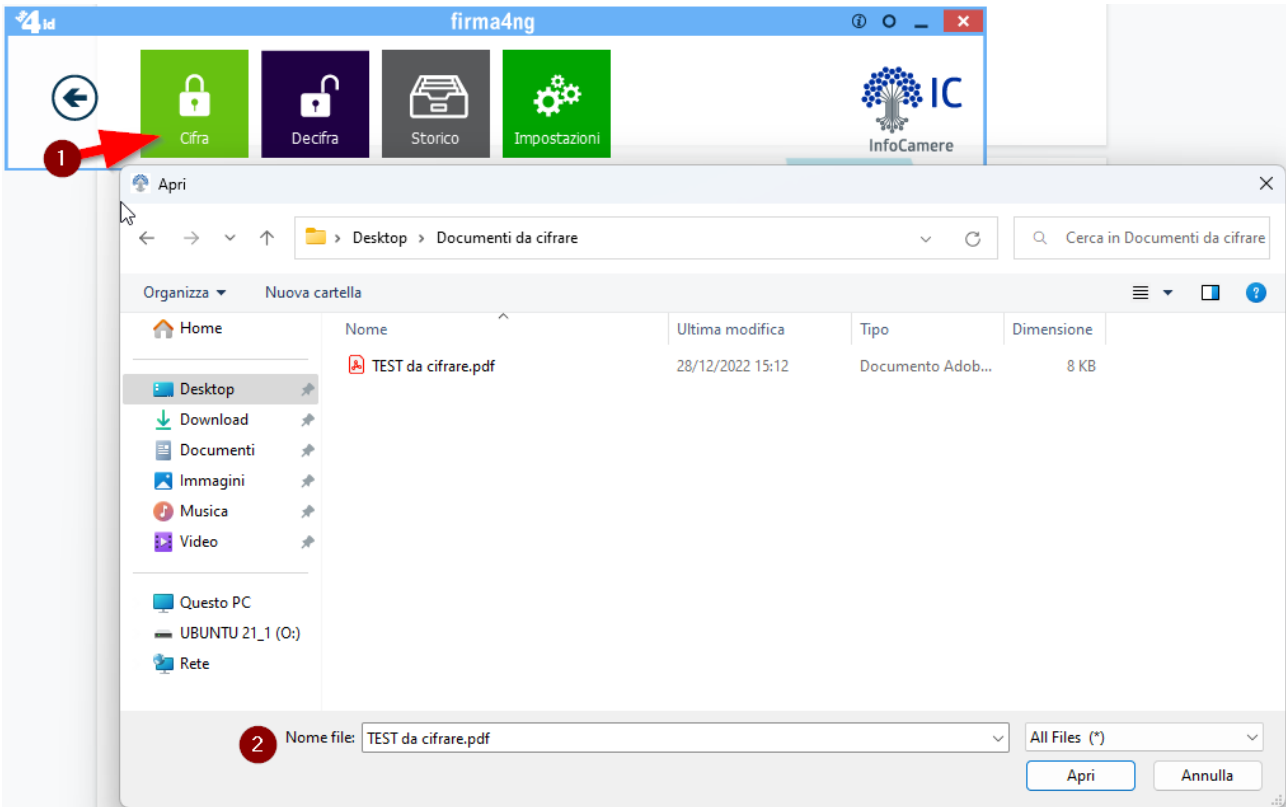 4id
firma4ng
Cifra
Decifra
Storico
Impostazioni
IC
InfoCamere
1
Apri
Desktop > Documenti da cifrare
Cerca in Documenti da cifrare
Organizza
Nuova cartella
?
Home
Nome
Ultima modifica
Tipo
Dimensione
TEST da cifrare.pdf
28/12/2022 15:12
Documento Adob...
8 KB
Desktop
Download
Documenti
Immagini
Musica
Video
Questo PC
UBUNTU 21_1 (O:)
Rete
2
Nome file:
TEST da cifrare.pdf
All Files (*)
Apri
Annulla